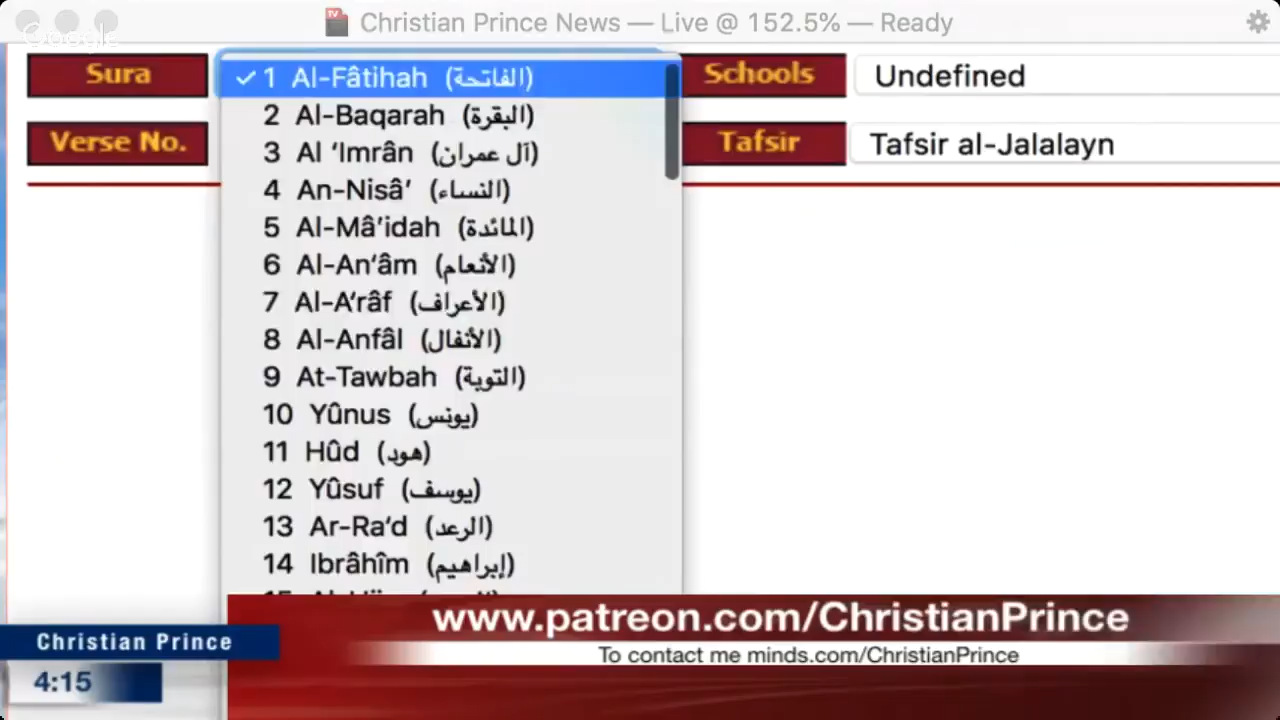 Christian Prince News — Live @ 152.5% — Ready
Google
Sura
✓ 1 Al-Fâtihah (الفاتحة)
Schools
Undefined
2 Al-Baqarah (البقرة)
Verse No.
3 Al ‘Imrân (آل عمران)
Tafsir
Tafsir al-Jalalayn
4 An-Nisâ’ (النساء)
5 Al-Mâ’idah (المائدة)
6 Al-An‘âm (الأنعام)
7 Al-A‘râf (الأعراف)
8 Al-Anfâl (الأنفال)
9 At-Tawbah (التوبة)
10 Yûnus (يونس)
11 Hûd (هود)
12 Yûsuf (يوسف)
13 Ar-Ra‘d (الرعد)
14 Ibrâhîm (إبراهيم)
www.patreon.com/ChristianPrince
Christian Prince
To contact me minds.com/ChristianPrince
4:15